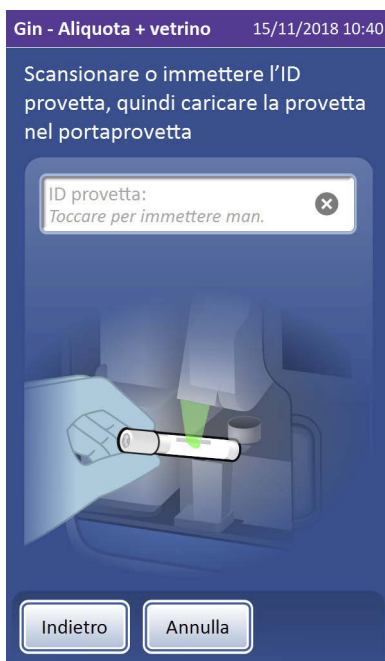 Gin - Aliquota + vetrino 15/11/2018 10:40
Scansionare o immettere l’ID
provetta, quindi caricare la provetta
nel portaprovetta
ID provetta:
Toccare per immettere man.
Indietro
Annulla